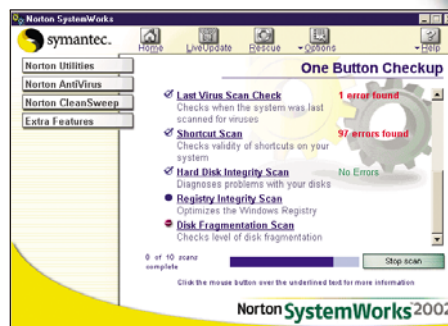 Norton SystemWorks
symantec.
Home
LiveUpdate
Rescue
Options
Help
Norton Utilities
Norton AntiVirus
Norton CleanSweep
Extra Features
One Button Checkup
Last Virus Scan Check 1 error found
Checks when the system was last
scanned for viruses
Shortcut Scan 97 errors found
Checks validity of shortcuts on your
system
Hard Disk Integrity Scan No Errors
Diagnoses problems with your disks
Registry Integrity Scan
Optimizes the Windows Registry
Disk Fragmentation Scan
Checks level of disk fragmentation
of 10 scans
complete
Stop scan
Click the mouse button over the underlined text for more information
Norton SystemWorks 2002